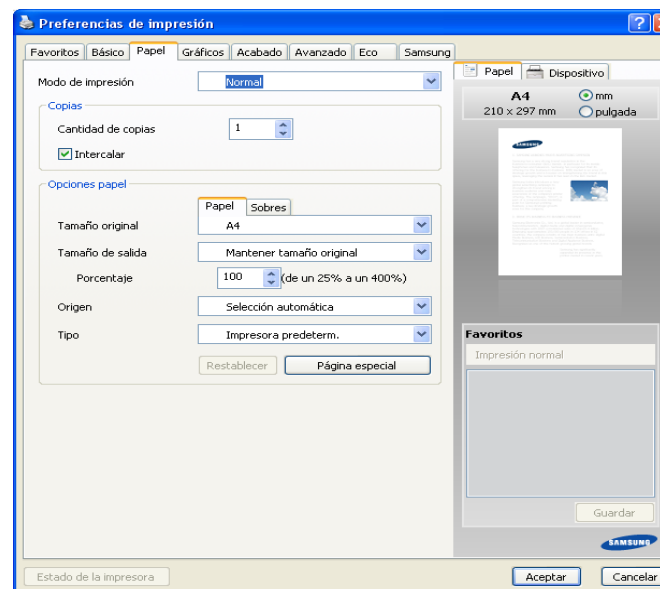 Preferencias de impresión
Favoritos Básico Papel Gráficos Acabado Avanzado Eco Samsung
Modo de impresión Normal
Copias
Cantidad de copias 1
Intercalar
Opciones papel
Papel Sobres
Tamaño original A4
Tamaño de salida Mantener tamaño original
Porcentaje 100 (de un 25% a un 400%)
Origen Selección automática
Tipo Impresora predeterm.
Restablecer Página especial
Papel Dispositivo
A4 mm
210 x 297 mm pulgada
SAMSUNG
Favoritos
Impresión normal
Guardar
SAMSUNG
Estado de la impresora Aceptar Cancelar